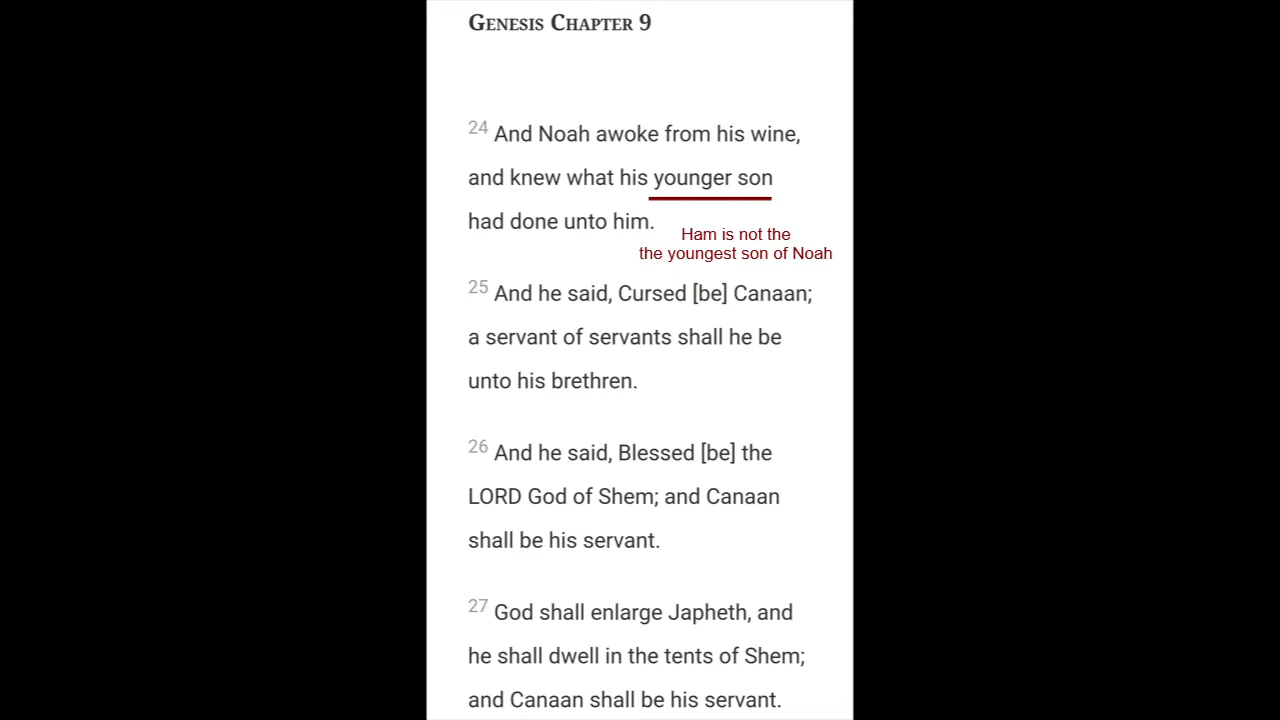 GENESIS CHAPTER 9
24 And Noah awoke from his wine,
and knew what his younger son
had done unto him.
Ham is not the
the youngest son of Noah
25 And he said, Cursed [be] Canaan;
a servant of servants shall he be
unto his brethren.
26 And he said, Blessed [be] the
LORD God of Shem; and Canaan
shall be his servant.
27 God shall enlarge Japheth, and
he shall dwell in the tents of Shem;
and Canaan shall be his servant.